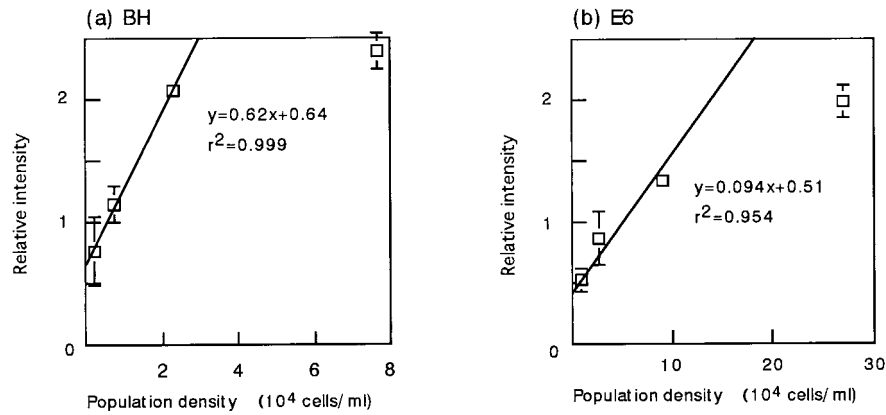 (a) BH
Relative intensity
2
1
0
y=0.62x+0.64
r²=0.999
2
4
6
8
Population density (10⁴ cells/ ml)
(b) E6
Relative intensity
2
1
0
y=0.094x+0.51
r²=0.954
10
20
30
Population density (10⁴ cells/ ml)